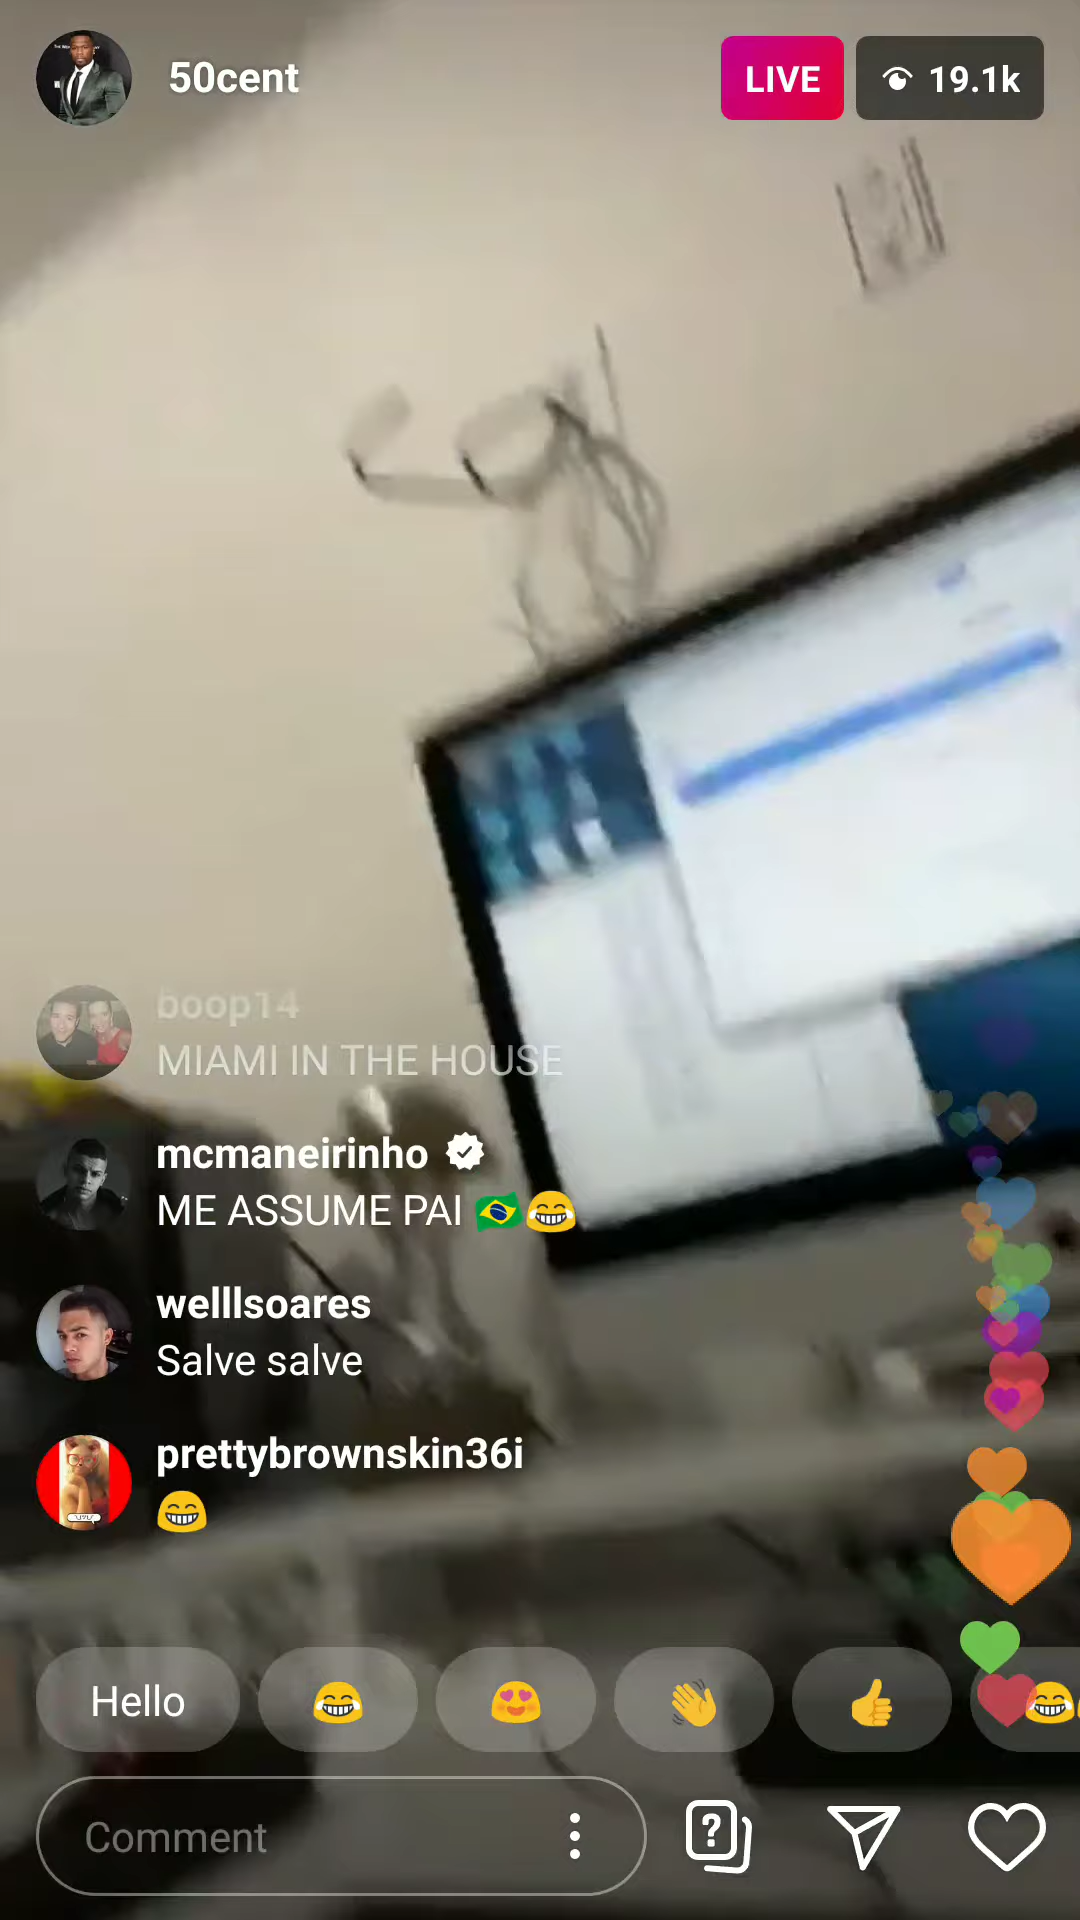 50cent
LIVE
19.1k
boop14
MIAMI IN THE HOUSE
mcmaneirinho
ME ASSUME PAI 🇧🇷😂
welllsoares
Salve salve
prettybrownskin36i
😁
Hello 😂 😍 👋 👍 😂
Comment